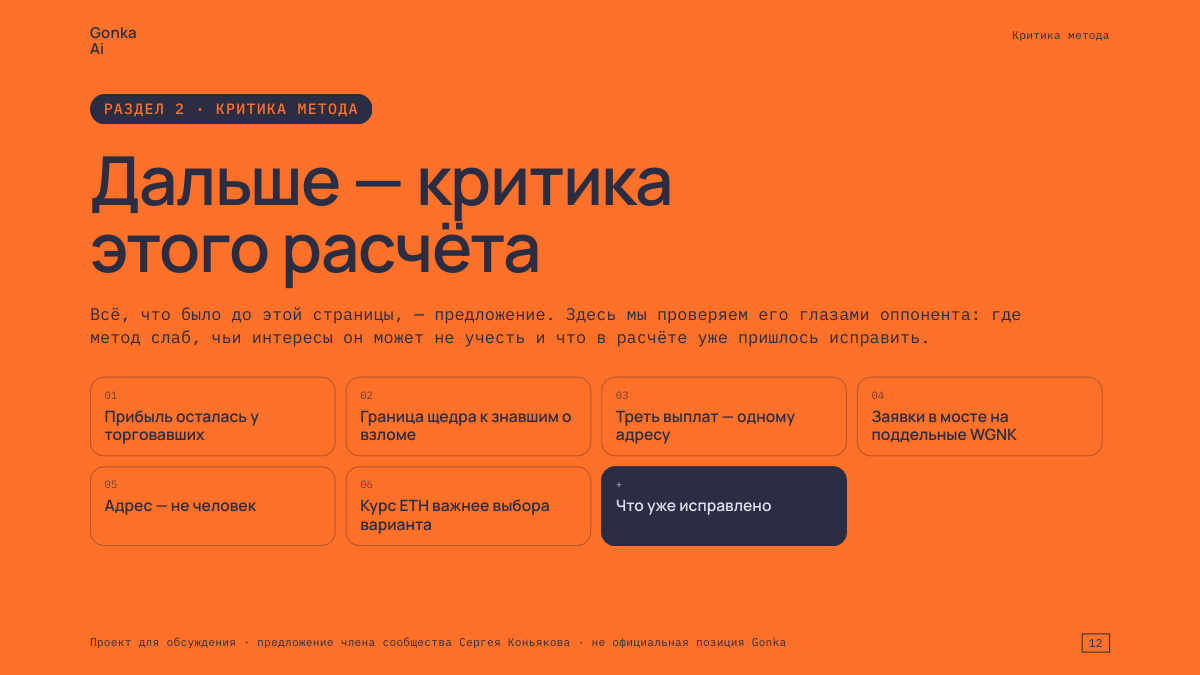 Gonka
Ai
Критика метода
РАЗДЕЛ 2 · КРИТИКА МЕТОДА
Дальше — критика
этого расчёта
Всё, что было до этой страницы, — предложение. Здесь мы проверяем его глазами оппонента: где
метод слаб, чьи интересы он может не учесть и что в расчёте уже пришлось исправить.
01
Прибыль осталась у
торговавших
02
Граница щедра к знавшим о
взломе
03
Треть выплат — одному
адресу
04
Заявки в мосте на
поддельные WGNK
05
Адрес — не человек
06
Курс ETH важнее выбора
варианта
+
Что уже исправлено
Проект для обсуждения · предложение члена сообщества Сергея Коньякова · не официальная позиция Gonka
12